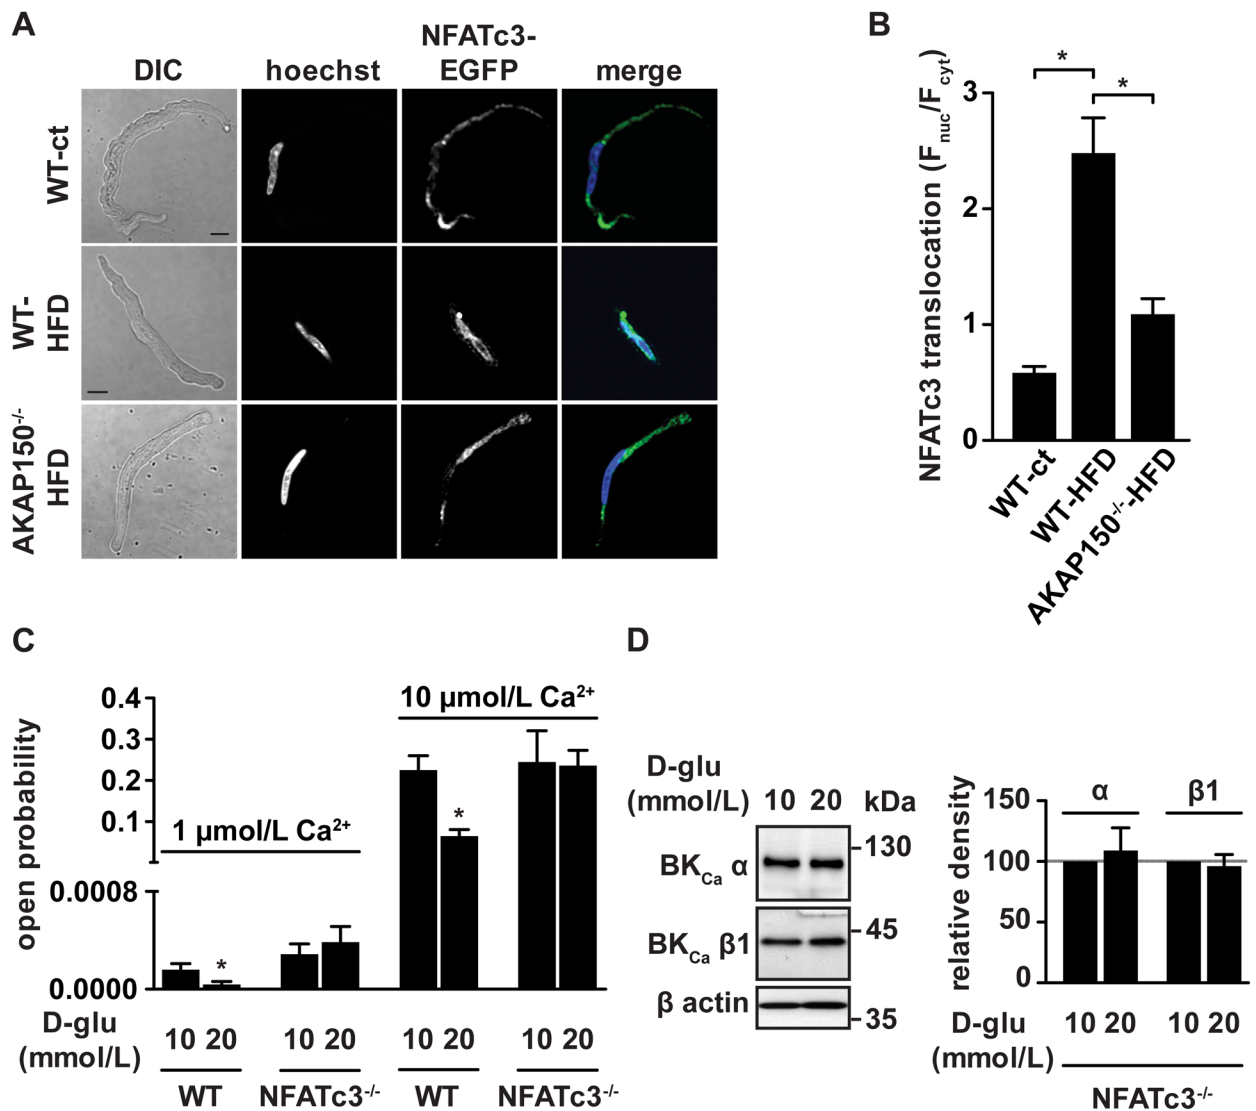 A
DIC
hoechst
NFATc3-
EGFP
merge
WT-ct
WT-
HFD
AKAP150-/-
HFD
B
NFATc3 translocation (Fnuc/Fcyt)
3
2
1
0
*
*
WT-ct
WT-HFD
AKAP150-/--HFD
C
open probability
0.4
0.3
0.2
0.1
0.0008
0.0000
1 µmol/L Ca2+
10 µmol/L Ca2+
*
*
D-glu
(mmol/L)
10 20 10 20 10 20 10 20
WT NFATc3-/- WT NFATc3-/-
D
D-glu
(mmol/L) 10 20 kDa
BKCa α
130
BKCa β1
45
β actin
35
relative density
150
100
50
0
α β1
D-glu
(mmol/L)
10 20 10 20
NFATc3-/-